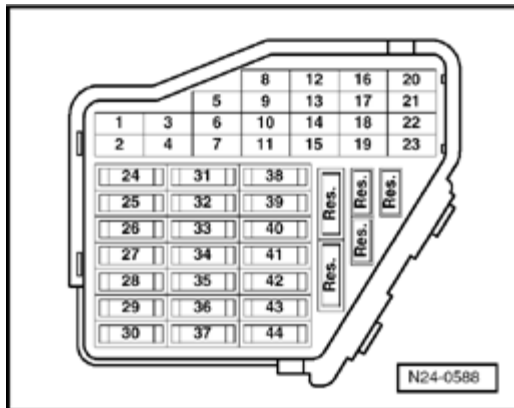 8 12 16 20
5 9 13 17 21
1 3 6 10 14 18 22
2 4 7 11 15 19 23
24 31 38
25 32 39
26 33 40
27 34 41
28 35 42
29 36 43
30 37 44
Res. Res. Res.
Res.
Res.
N24-0588